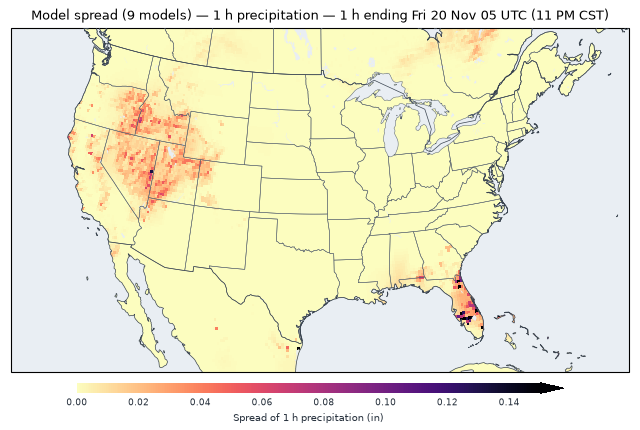 Model spread (9 models) — 1 h precipitation — 1 h ending Fri 20 Nov 05 UTC (11 PM CST)
0.00 0.02 0.04 0.06 0.08 0.10 0.12 0.14
Spread of 1 h precipitation (in)